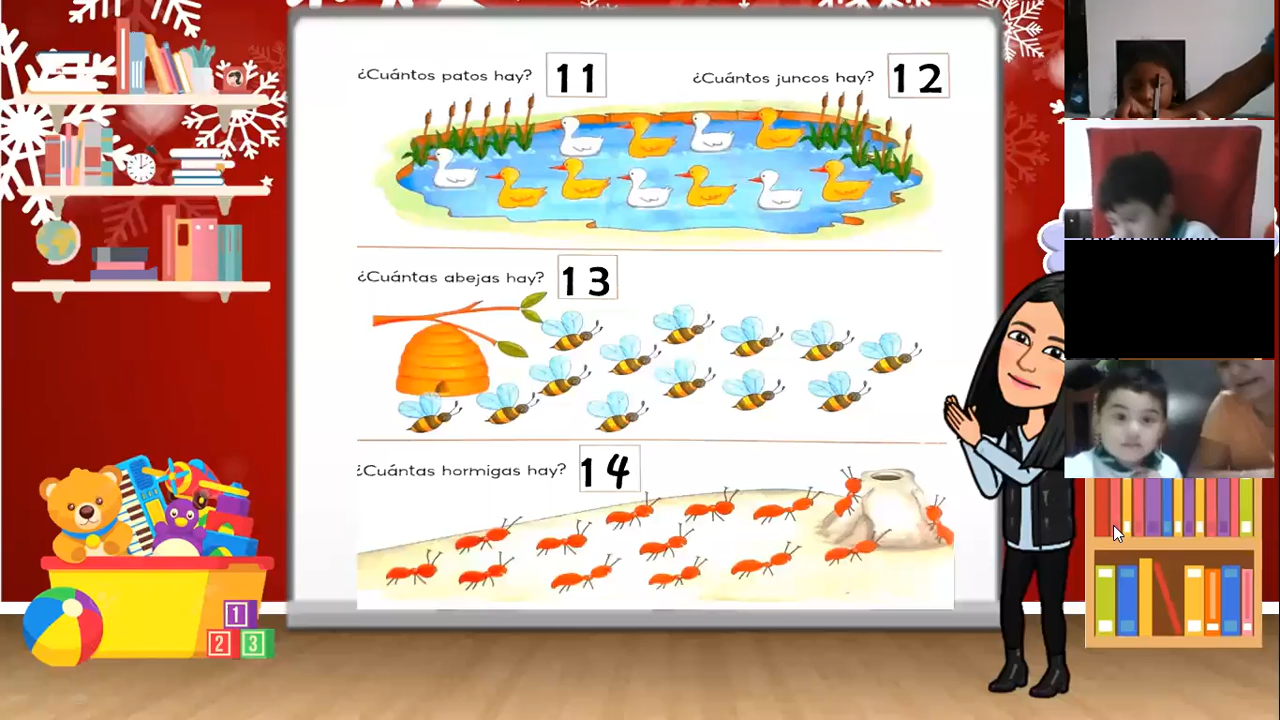 ¿Cuántos patos hay? 11
¿Cuántos juncos hay? 12
¿Cuántas abejas hay? 13
¿Cuántas hormigas hay? 14
1
2 3